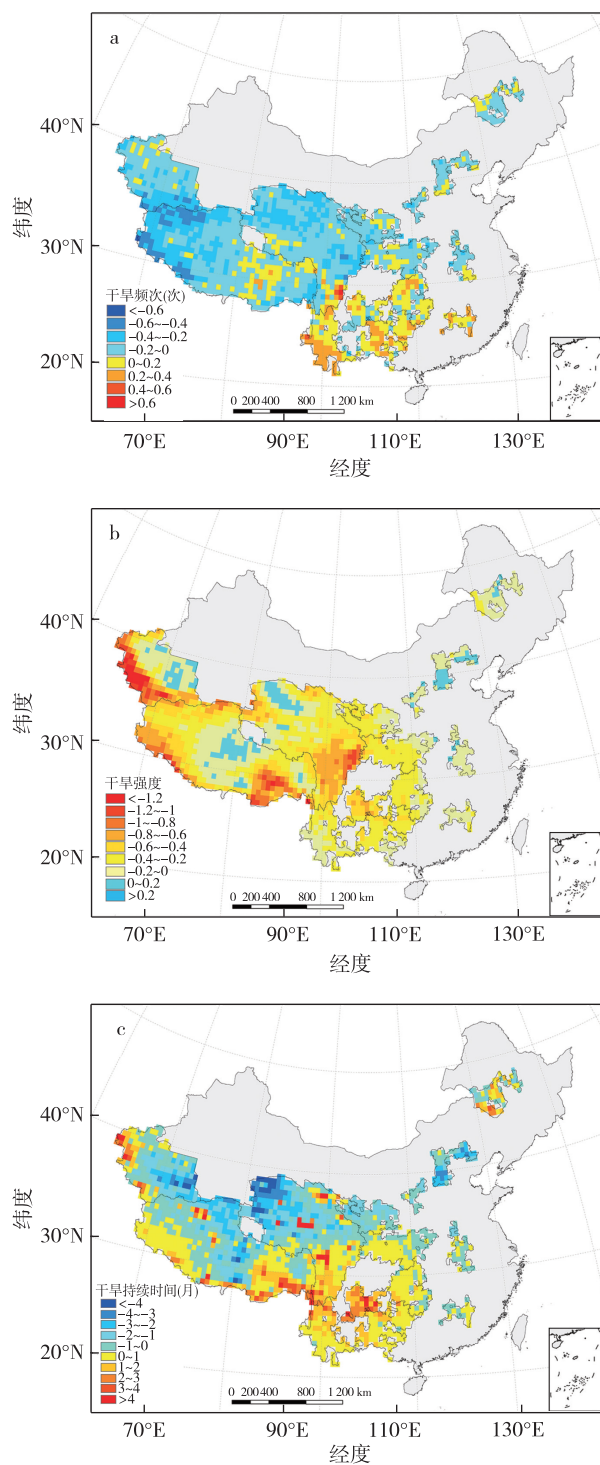 a
40°N
30°N
20°N
纬度
干旱频次(次)
<-0.6
-0.6~-0.4
-0.4~-0.2
-0.2~0
0~0.2
0.2~0.4
0.4~0.6
>0.6
0 200 400 800 1 200 km
70°E 90°E 110°E 130°E
经度
b
40°N
30°N
20°N
纬度
干旱强度
<-1.2
-1.2~-1
-1~-0.8
-0.8~-0.6
-0.6~-0.4
-0.4~-0.2
-0.2~0
0~0.2
>0.2
0 200 400 800 1 200 km
70°E 90°E 110°E 130°E
经度
c
40°N
30°N
20°N
纬度
干旱持续时间(月)
<-4
-4~-3
-3~-2
-2~-1
-1~0
0~1
1~2
2~3
3~4
>4
0 200 400 800 1 200 km
70°E 90°E 110°E 130°E
经度